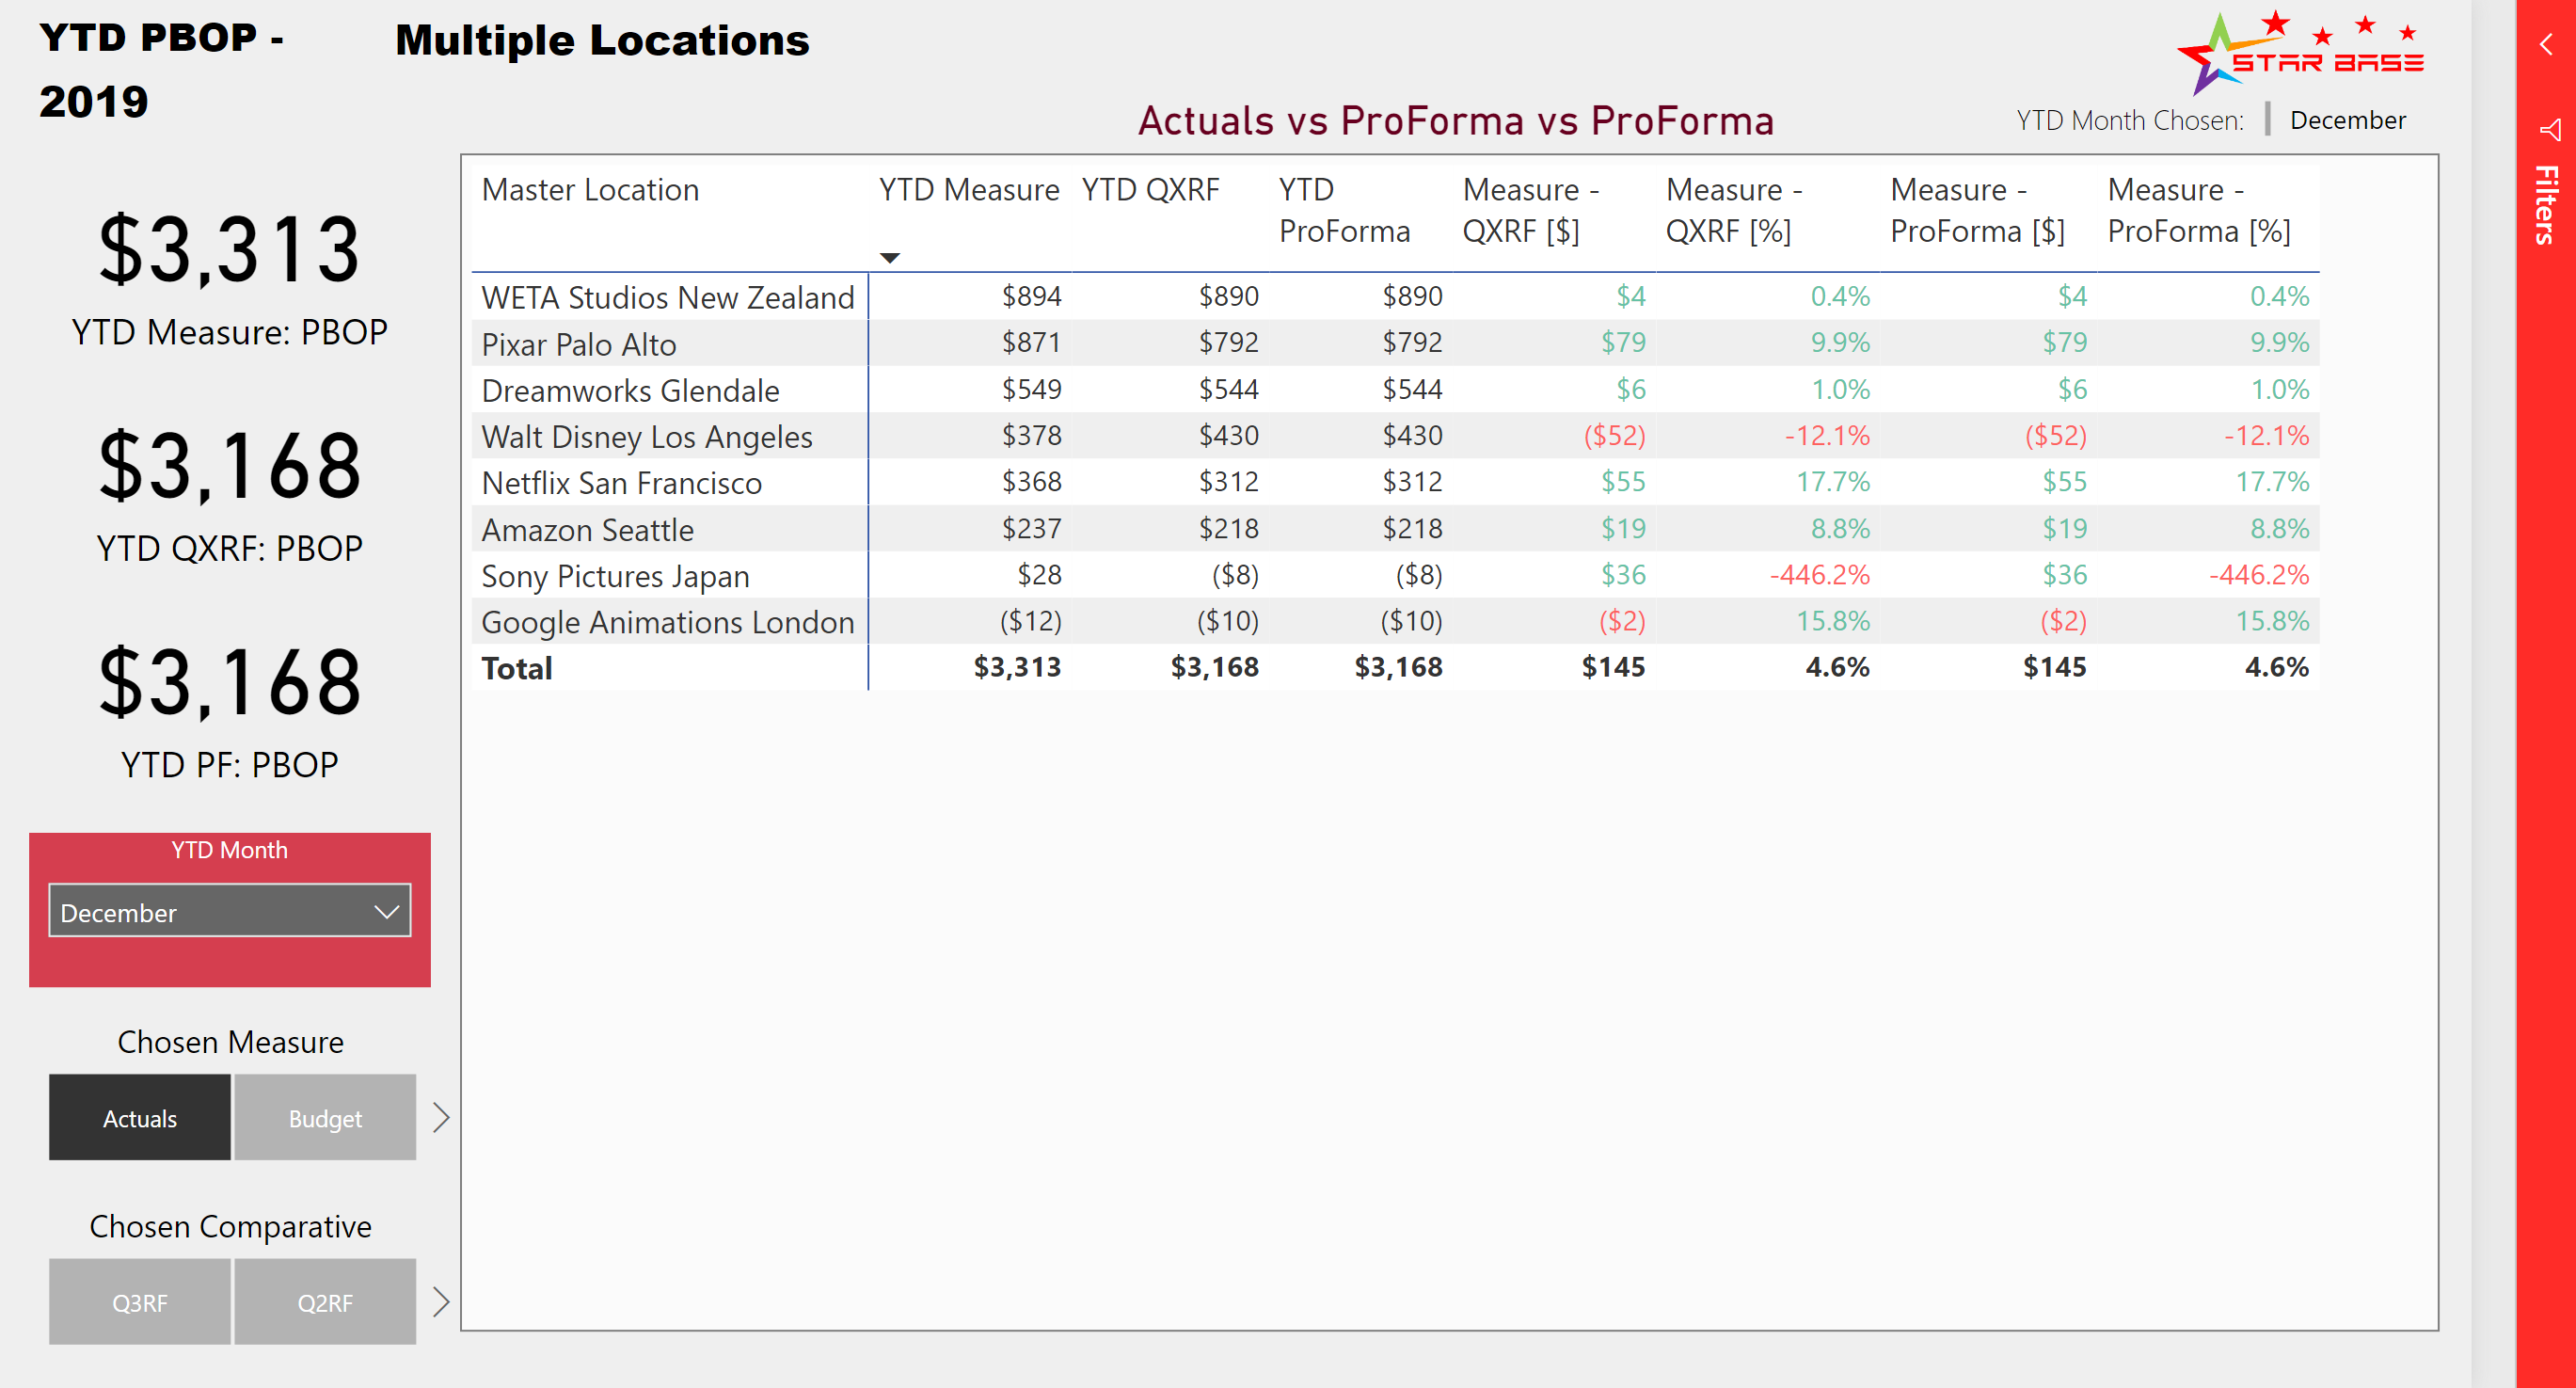 YTD PBOP - 2019
Multiple Locations
STAR BASE
Actuals vs ProForma vs ProForma
YTD Month Chosen: December
Filters
$3,313
YTD Measure: PBOP
$3,168
YTD QXRF: PBOP
$3,168
YTD PF: PBOP
YTD Month
December
Chosen Measure
Actuals Budget
Chosen Comparative
Q3RF Q2RF
Master Location YTD Measure YTD QXRF YTD ProForma Measure - QXRF [$] Measure - QXRF [%] Measure - ProForma [$] Measure - ProForma [%]
WETA Studios New Zealand $894 $890 $890 $4 0.4% $4 0.4%
Pixar Palo Alto $871 $792 $792 $79 9.9% $79 9.9%
Dreamworks Glendale $549 $544 $544 $6 1.0% $6 1.0%
Walt Disney Los Angeles $378 $430 $430 ($52) -12.1% ($52) -12.1%
Netflix San Francisco $368 $312 $312 $55 17.7% $55 17.7%
Amazon Seattle $237 $218 $218 $19 8.8% $19 8.8%
Sony Pictures Japan $28 ($8) ($8) $36 -446.2% $36 -446.2%
Google Animations London ($12) ($10) ($10) ($2) 15.8% ($2) 15.8%
Total $3,313 $3,168 $3,168 $145 4.6% $145 4.6%